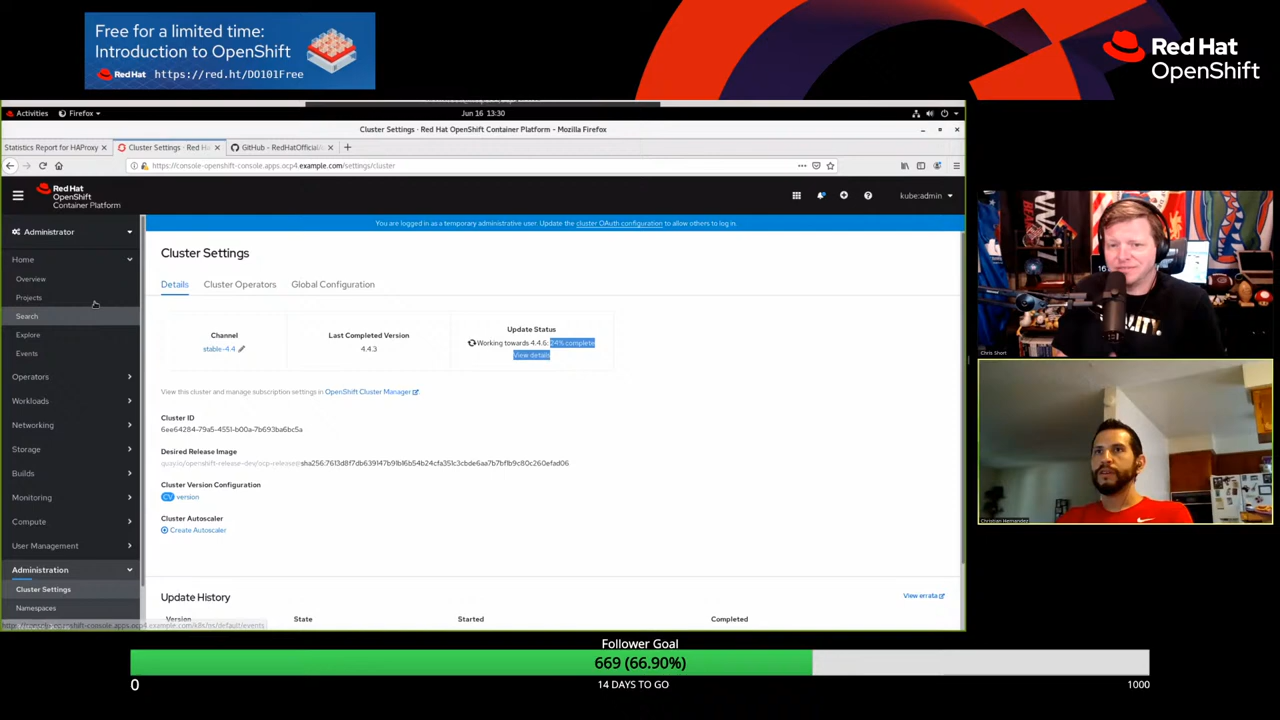 Free for a limited time:
Introduction to OpenShift
Red Hat https://red.ht/DO101Free
Red Hat
OpenShift
Activities Firefox
Jun 16 13:30
Cluster Settings · Red Hat OpenShift Container Platform - Mozilla Firefox
Statistics Report for HAProxy
Cluster Settings · Red Ha
GitHub - RedHatOfficial/
https://console-openshift-console.apps.ocp4.example.com/settings/cluster
Red Hat
OpenShift
Container Platform
kube:admin
You are logged in as a temporary administrative user. Update the cluster OAuth configuration to allow others to log in.
Administrator
Home
Overview
Projects
Search
Explore
Events
Operators
Workloads
Networking
Storage
Builds
Monitoring
Compute
User Management
Administration
Cluster Settings
Namespaces
Cluster Settings
Details Cluster Operators Global Configuration
Channel
stable-4.4
Last Completed Version
4.4.3
Update Status
Working towards 4.4.6: 24% complete
View details
View this cluster and manage subscription settings in OpenShift Cluster Manager.
Cluster ID
6ee64284-79a5-4551-b00a-7b693ba6bc5a
Desired Release Image
Cluster Version Configuration
CV version
Cluster Autoscaler
Create Autoscaler
Update History
View errata
Version State Started Completed
Chris Short
Christian Hernandez
Follower Goal
669 (66.90%)
0
14 DAYS TO GO
1000